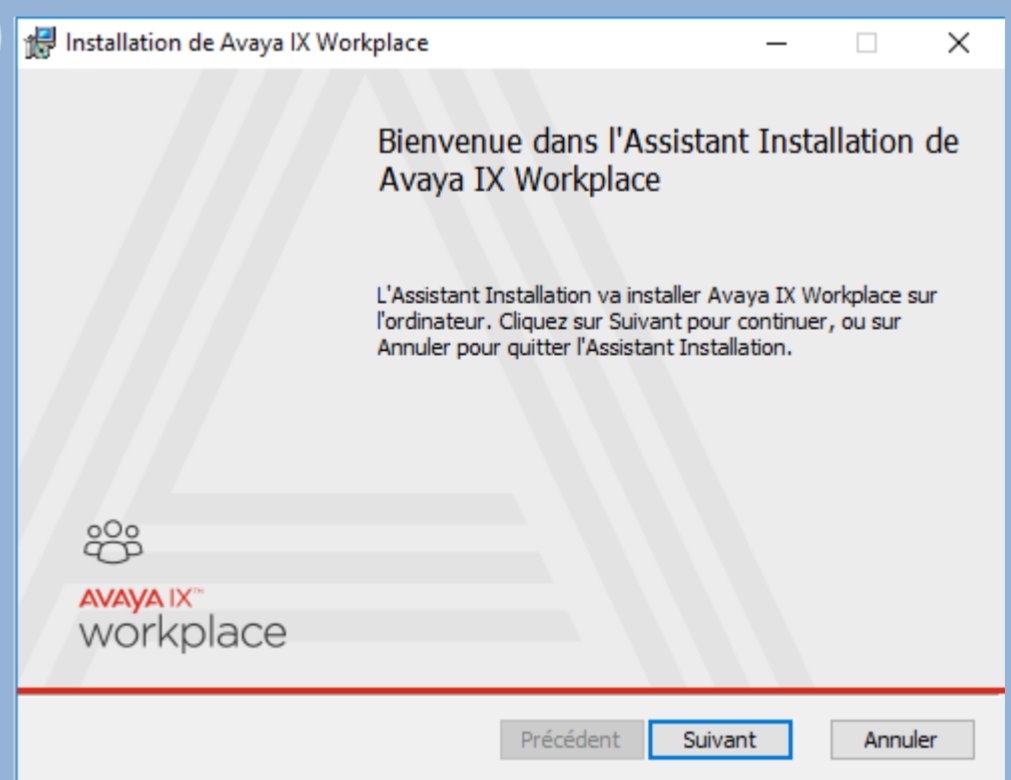 Installation de Avaya IX Workplace
Bienvenue dans l'Assistant Installation de
Avaya IX Workplace
L'Assistant Installation va installer Avaya IX Workplace sur
l'ordinateur. Cliquez sur Suivant pour continuer, ou sur
Annuler pour quitter l'Assistant Installation.
AVAYA IX™
workplace
Précédent Suivant Annuler